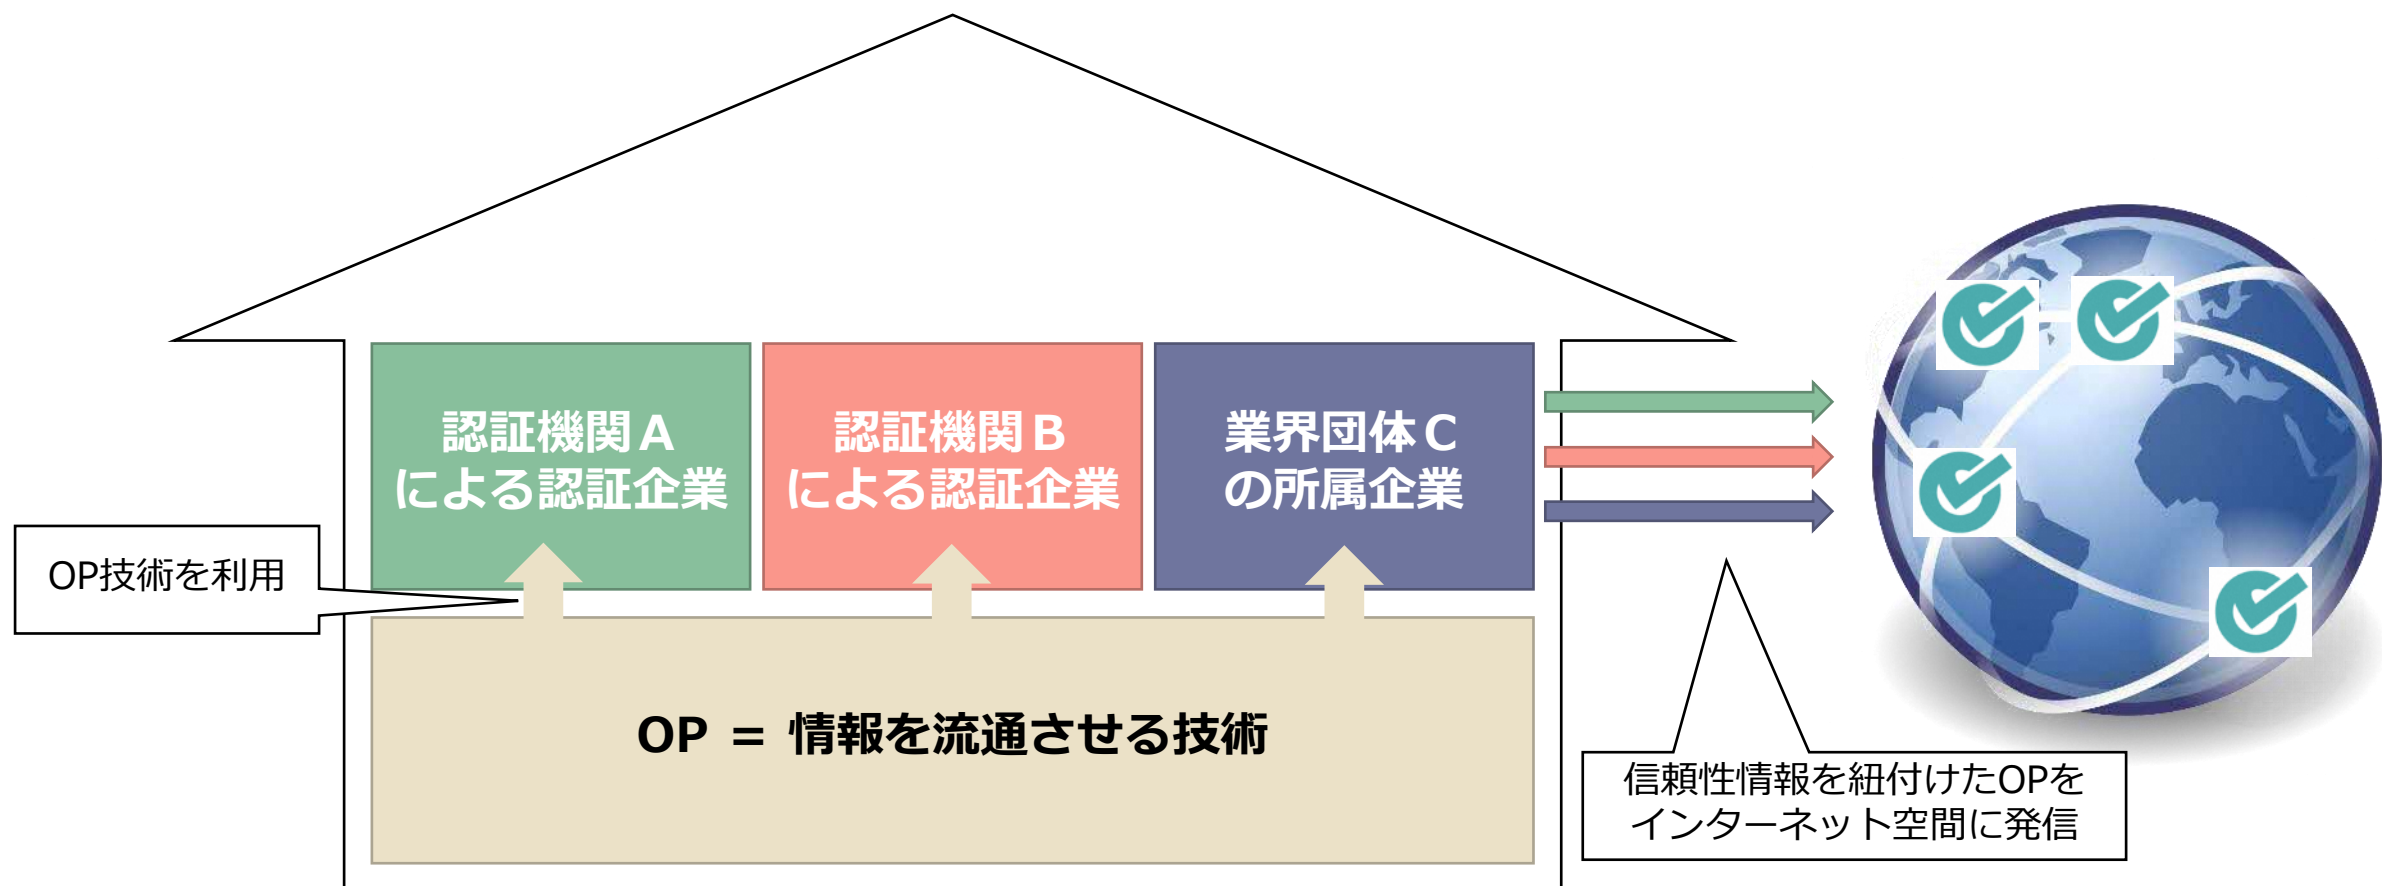 認証機関A
による認証企業
認証機関B
による認証企業
業界団体C
の所属企業
OP技術を利用
OP = 情報を流通させる技術
信頼性情報を紐付けたOPを
インターネット空間に発信